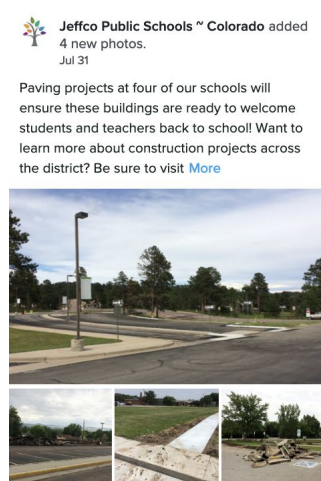 Jeffco Public Schools ~ Colorado added
4 new photos.
Jul 31
Paving projects at four of our schools will
ensure these buildings are ready to welcome
students and teachers back to school! Want to
learn more about construction projects across
the district? Be sure to visit More